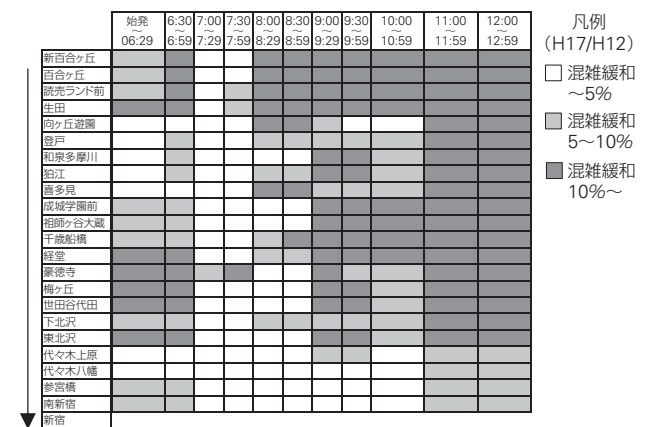 始発
〜
06:29
6:30
〜
6:59
7:00
〜
7:29
7:30
〜
7:59
8:00
〜
8:29
8:30
〜
8:59
9:00
〜
9:29
9:30
〜
9:59
10:00
〜
10:59
11:00
〜
11:59
12:00
〜
12:59
新百合ヶ丘
百合ヶ丘
読売ランド前
生田
向ヶ丘遊園
登戸
和泉多摩川
狛江
喜多見
成城学園前
祖師ヶ谷大蔵
千歳船橋
経堂
豪徳寺
梅ヶ丘
世田谷代田
下北沢
東北沢
代々木上原
代々木八幡
参宮橋
南新宿
新宿
凡例
（H17/H12）
混雑緩和
〜5%
混雑緩和
5〜10%
混雑緩和
10%〜